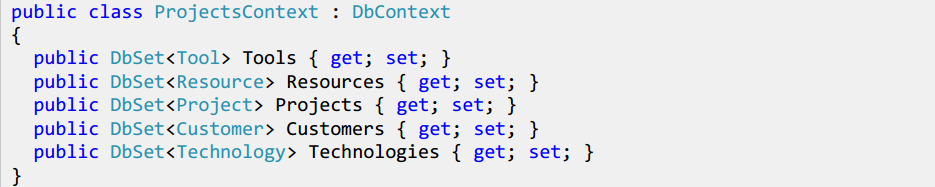 public class ProjectsContext : DbContext
{
  public DbSet<Tool> Tools { get; set; }
  public DbSet<Resource> Resources { get; set; }
  public DbSet<Project> Projects { get; set; }
  public DbSet<Customer> Customers { get; set; }
  public DbSet<Technology> Technologies { get; set; }
}